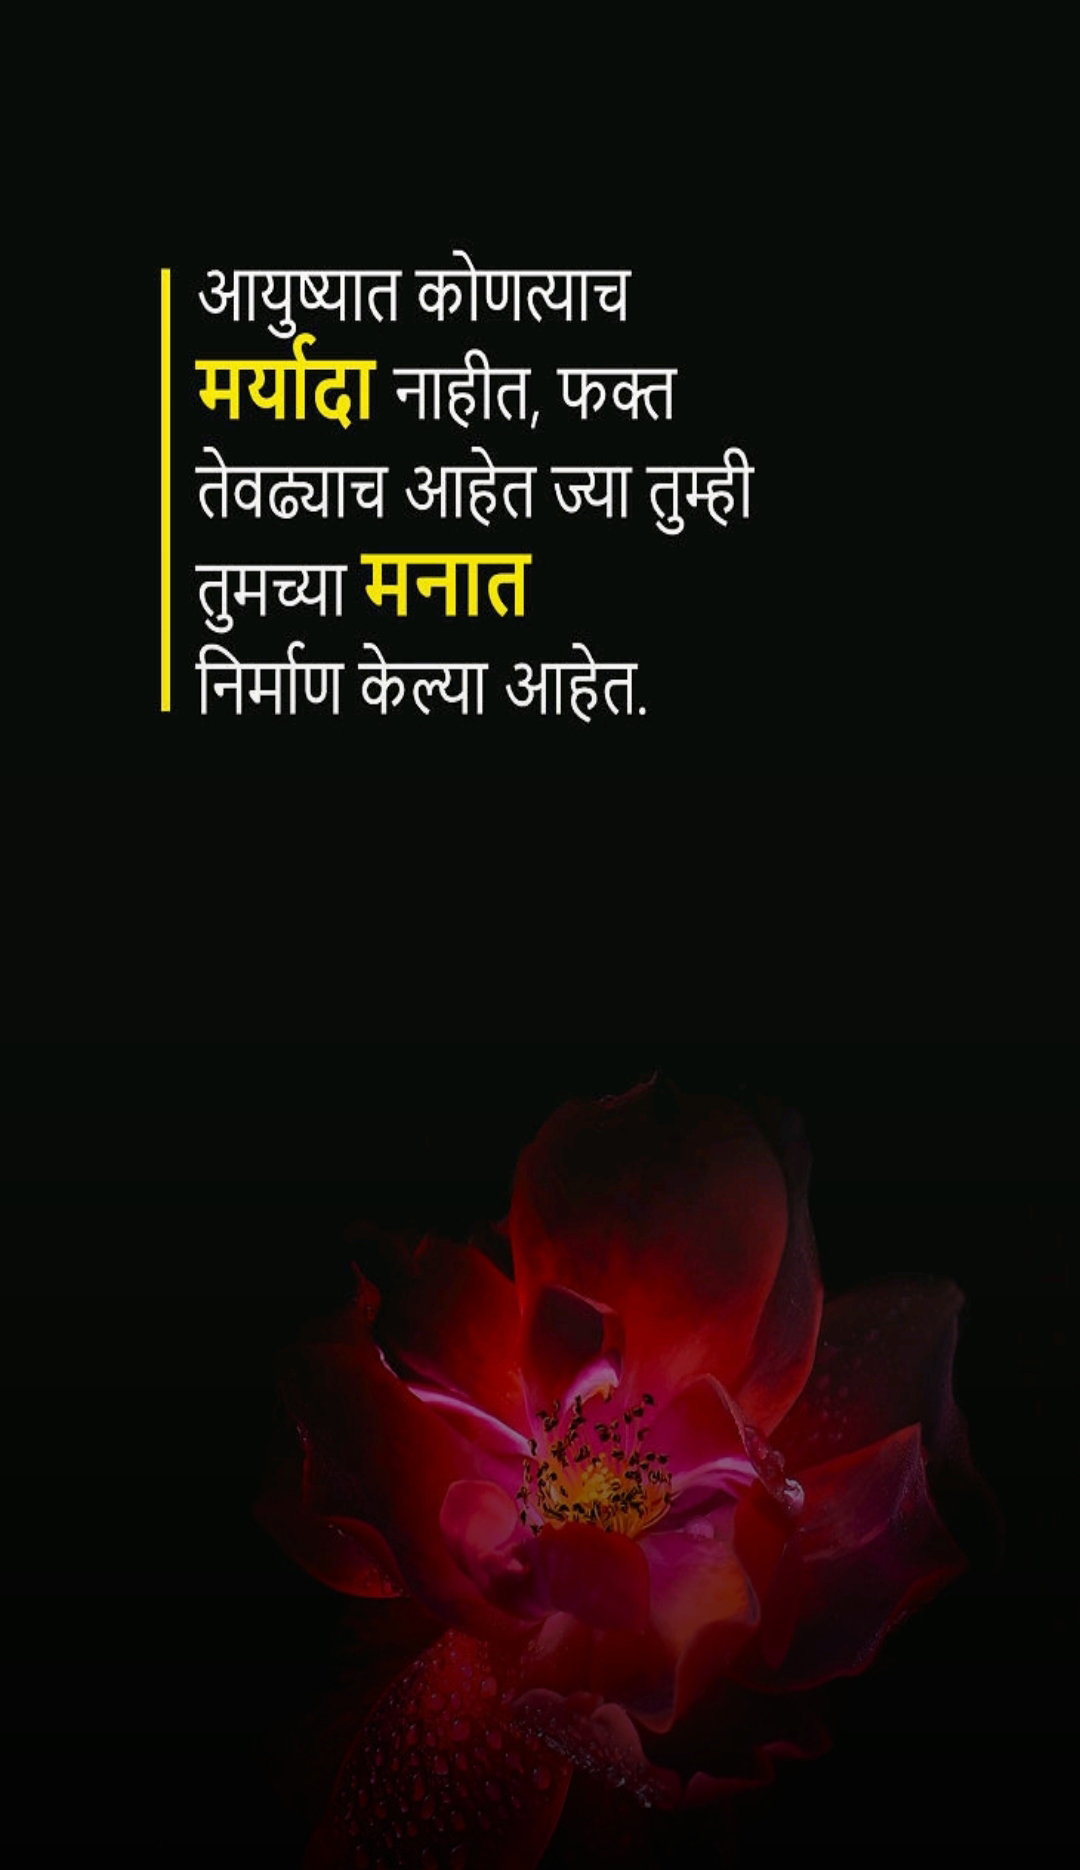 आयुष्यात कोणत्याच
मर्यादा नाहीत, फक्त
तेवढ्याच आहेत ज्या तुम्ही
तुमच्या मनात
निर्माण केल्या आहेत.